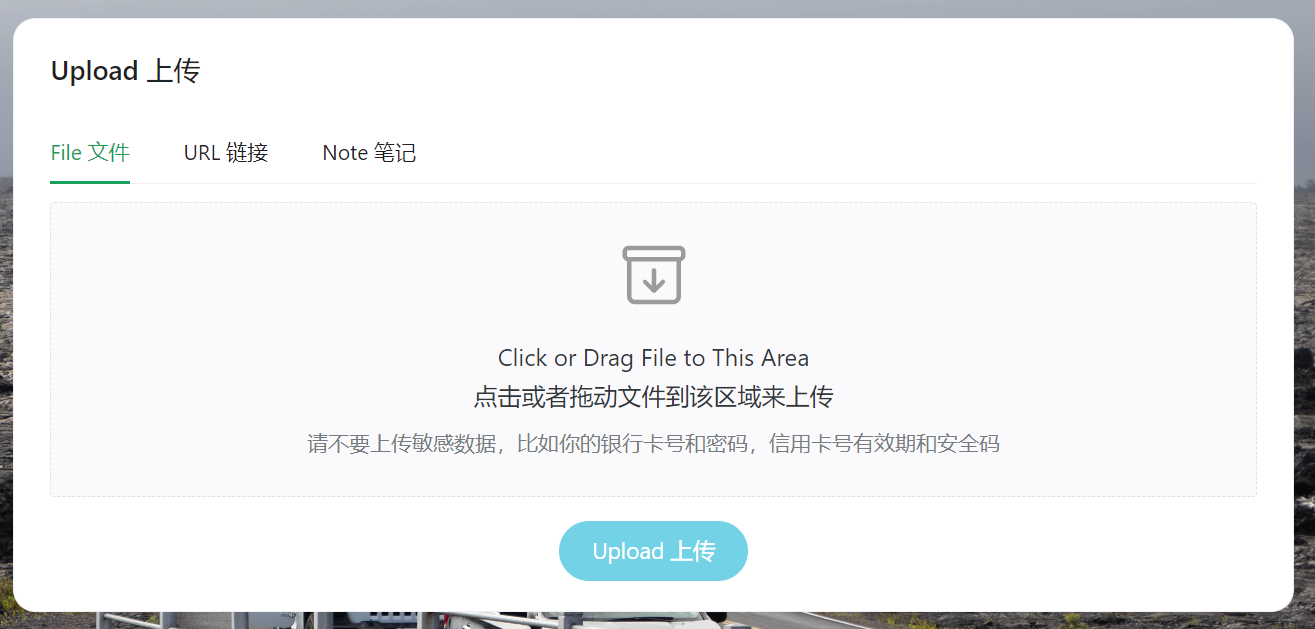 Upload 上传
File 文件 URL 链接 Note 笔记
Click or Drag File to This Area
点击或者拖动文件到该区域来上传
请不要上传敏感数据，比如你的银行卡号和密码，信用卡号有效期和安全码
Upload 上传